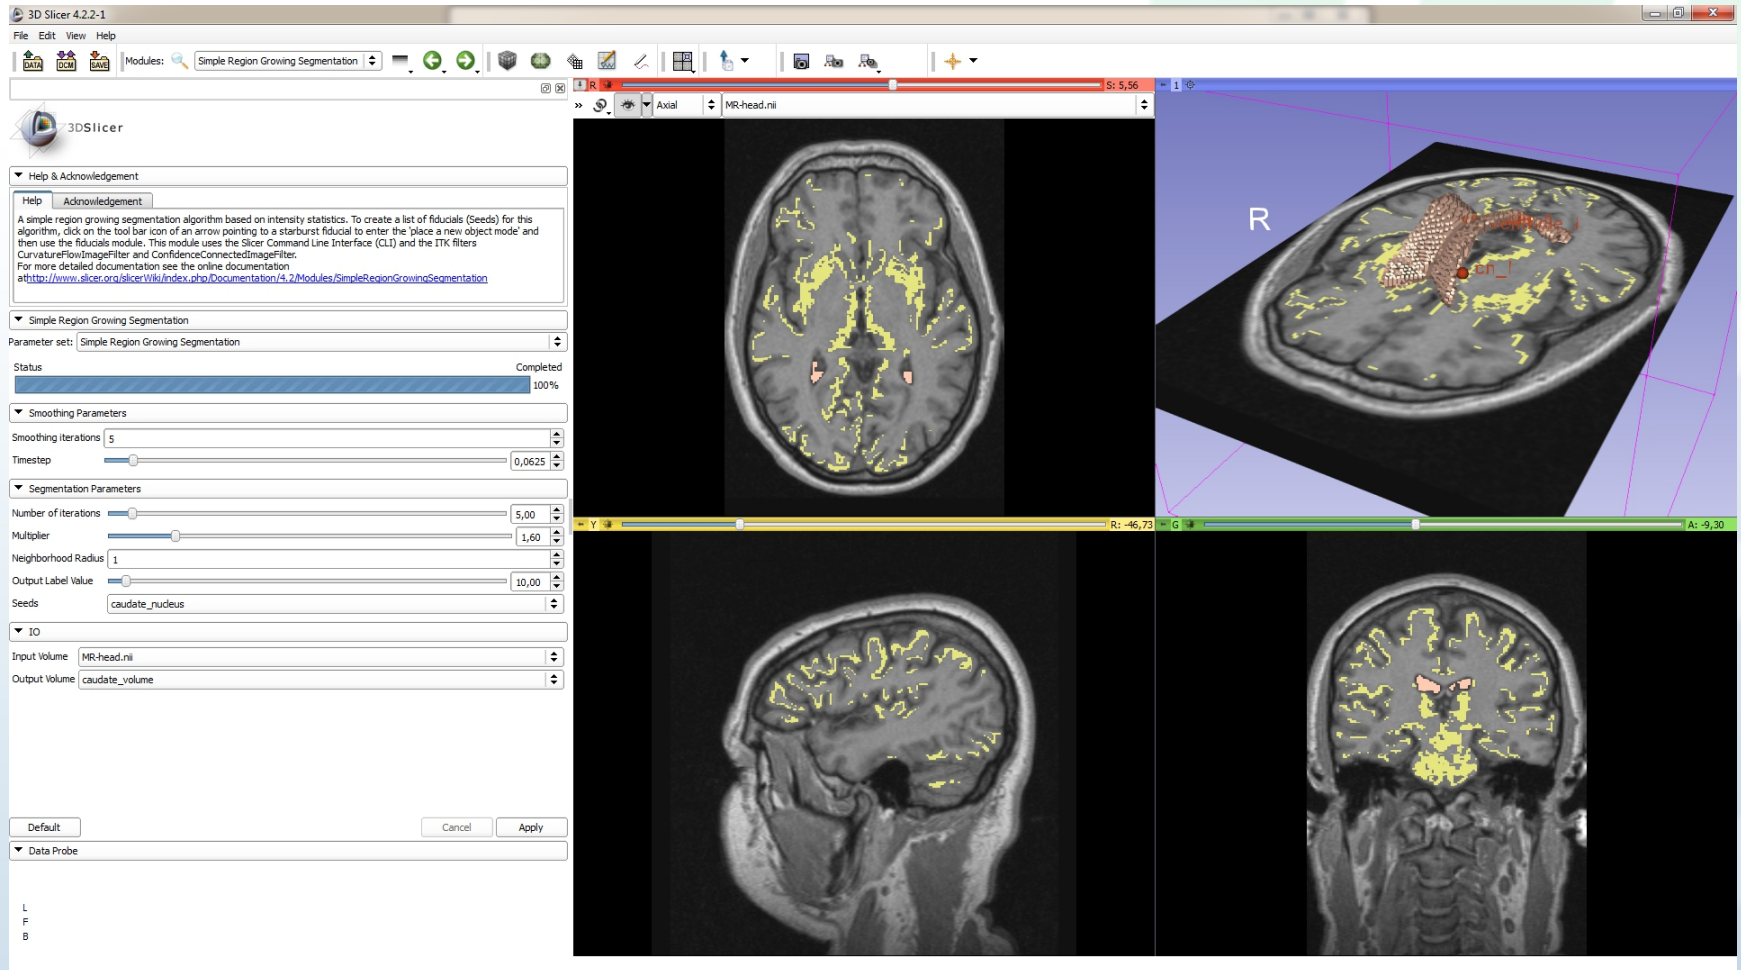 3D Slicer 4.2.2-1
File Edit View Help
DATA DCM SAVE Modules: Simple Region Growing Segmentation
3DSlicer
Help & Acknowledgement
Help Acknowledgement
A simple region growing segmentation algorithm based on intensity statistics. To create a list of fiducials (Seeds) for this
algorithm, click on the tool bar icon of an arrow pointing to a starburst fiducial to enter the 'place a new object mode' and
then use the fiducials module. This module uses the Slicer Command Line Interface (CLI) and the ITK filters
CurvatureFlowImageFilter and ConfidenceConnectedImageFilter.
For more detailed documentation see the online documentation
athttp://www.slicer.org/slicerWiki/index.php/Documentation/4.2/Modules/SimpleRegionGrowingSegmentation
Simple Region Growing Segmentation
Parameter set: Simple Region Growing Segmentation
Status Completed
100%
Smoothing Parameters
Smoothing iterations 5
Timestep 0,0625
Segmentation Parameters
Number of iterations 5,00
Multiplier 1,60
Neighborhood Radius 1
Output Label Value 10,00
Seeds caudate_nucleus
IO
Input Volume MR-head.nii
Output Volume caudate_volume
Default Cancel Apply
Data Probe
L
F
B
R S: 5,56
Axial MR-head.nii
1
R
Y R: -46,73
G A: -9,30